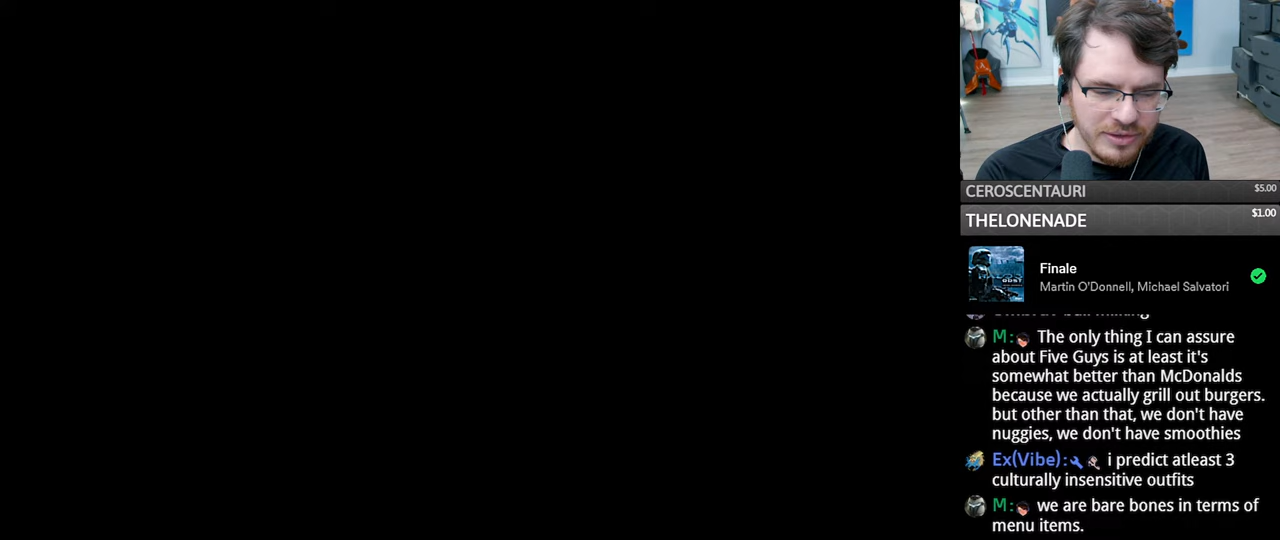 CEROSCENTAURI $5.00
THELONENADE $1.00
Finale
Martin O'Donnell, Michael Salvatori
M: The only thing I can assure
about Five Guys is at least it's
somewhat better than McDonalds
because we actually grill out burgers.
but other than that, we don't have
nuggies, we don't have smoothies
Ex(Vibe): i predict atleast 3
culturally insensitive outfits
M: we are bare bones in terms of
menu items.